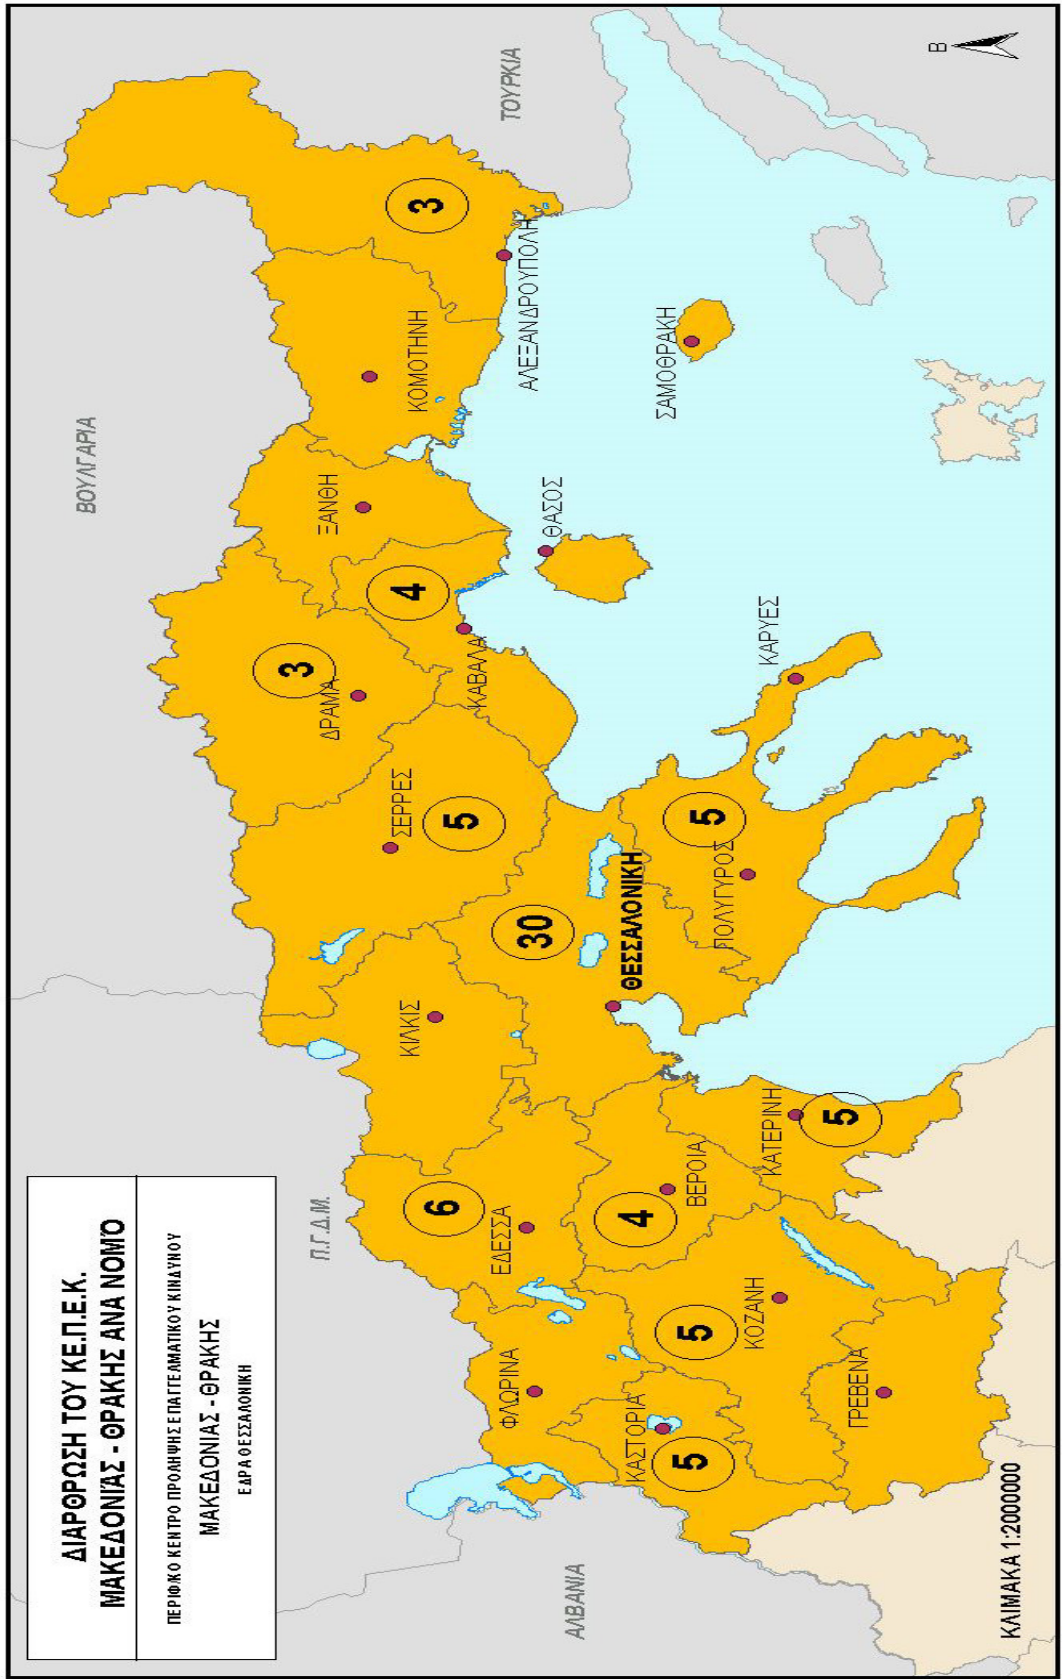 ΔΙΑΡΘΡΩΣΗ ΤΟΥ ΚΕ.Π.Ε.Κ.
ΜΑΚΕΔΟΝΙΑΣ - ΘΡΑΚΗΣ ΑΝΑ ΝΟΜΟ
ΠΕΡΙΦ/ΚΟ ΚΕΝΤΡΟ ΠΡΟΛΗΨΗΣ ΕΠΑΓΓΕΛΜΑΤΙΚΟΥ ΚΙΝΔΥΝΟΥ
ΜΑΚΕΔΟΝΙΑΣ - ΘΡΑΚΗΣ
ΕΔΡΑ ΘΕΣΣΑΛΟΝΙΚΗ
ΒΟΥΛΓΑΡΙΑ
Π.Γ.Δ.Μ.
ΤΟΥΡΚΙΑ
ΑΛΒΑΝΙΑ
3
ΔΡΑΜΑ
ΞΑΝΘΗ
4
ΚΑΒΑΛΑ
ΚΟΜΟΤΗΝΗ
3
ΑΛΕΞΑΝΔΡΟΥΠΟΛΗ
ΣΕΡΡΕΣ
5
ΚΙΛΚΙΣ
6
ΕΔΕΣΣΑ
30
ΘΕΣΣΑΛΟΝΙΚΗ
ΘΑΣΟΣ
ΣΑΜΟΘΡΑΚΗ
ΦΛΩΡΙΝΑ
ΚΑΣΤΟΡΙΑ
5
4
ΒΕΡΟΙΑ
5
ΚΟΖΑΝΗ
ΚΑΤΕΡΙΝΗ
5
5
ΠΟΛΥΓΥΡΟΣ
ΚΑΡΥΕΣ
ΓΡΕΒΕΝΑ
ΚΛΙΜΑΚΑ 1:2000000
Β